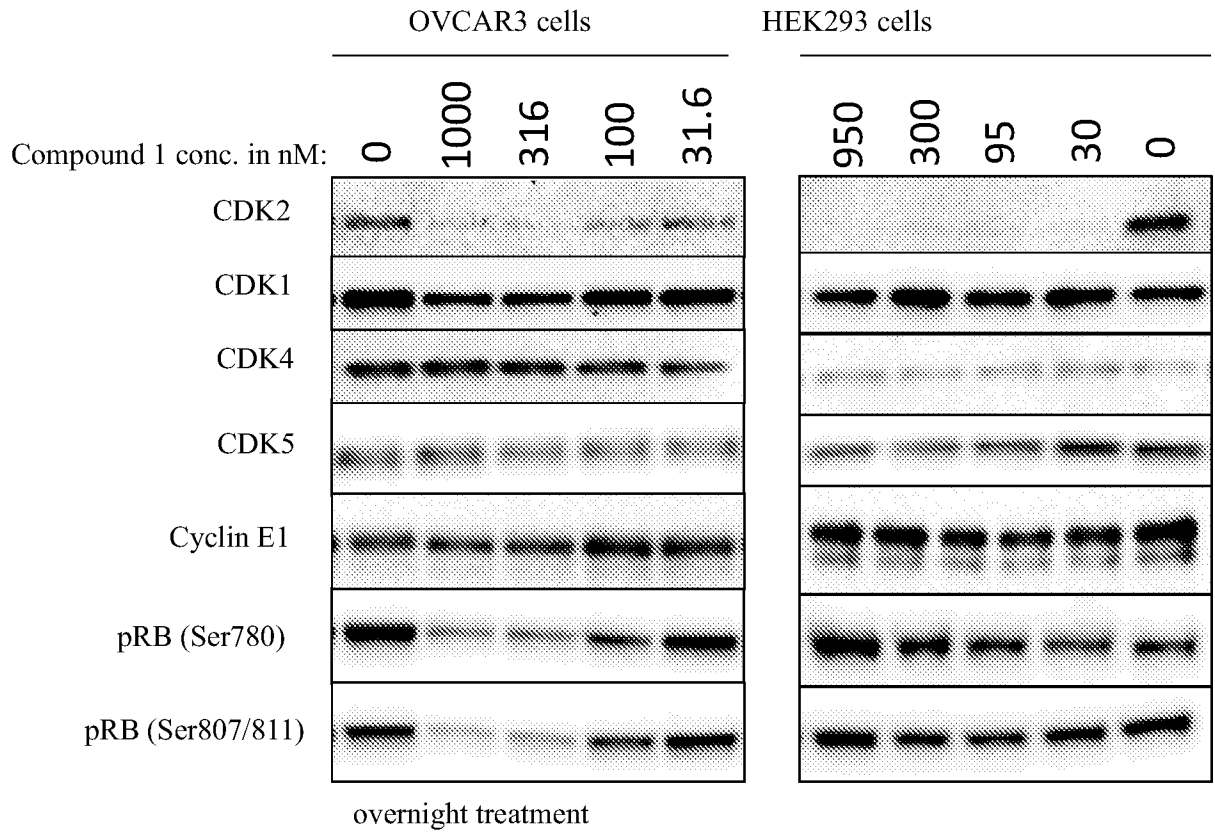 OVCAR3 cells HEK293 cells
Compound 1 conc. in nM: 0 1000 316 100 31.6 950 300 95 30 0
CDK2
CDK1
CDK4
CDK5
Cyclin E1
pRB (Ser780)
pRB (Ser807/811)
overnight treatment